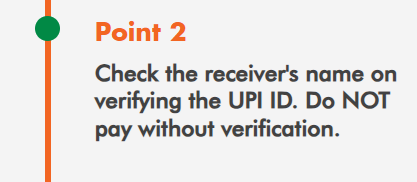 Point 2
Check the receiver's name on
verifying the UPI ID. Do NOT
pay without verification.